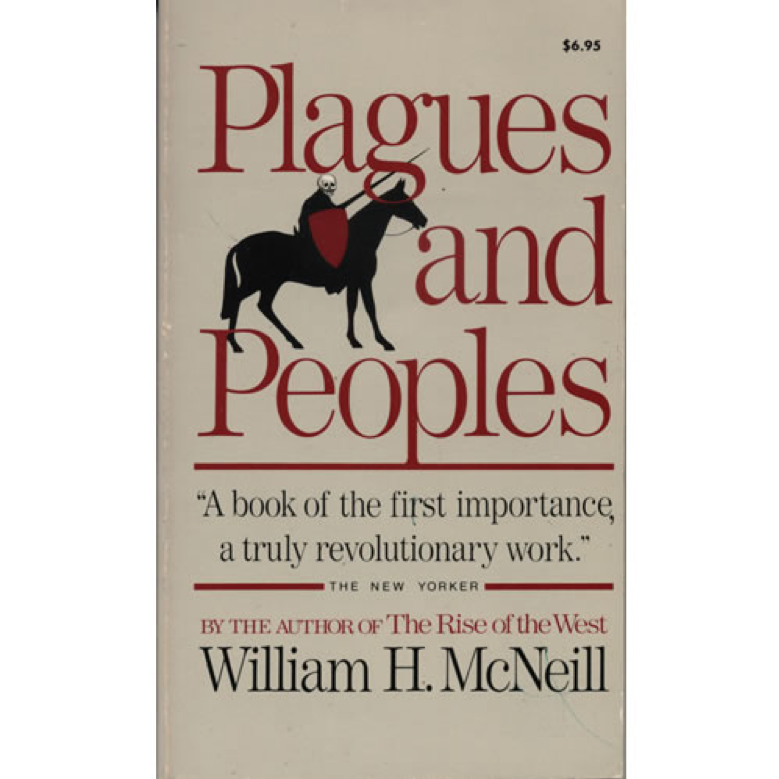 $6.95
Plagues
and
Peoples
“A book of the first importance,
a truly revolutionary work.”
THE NEW YORKER
BY THE AUTHOR OF The Rise of the West
William H. McNeill